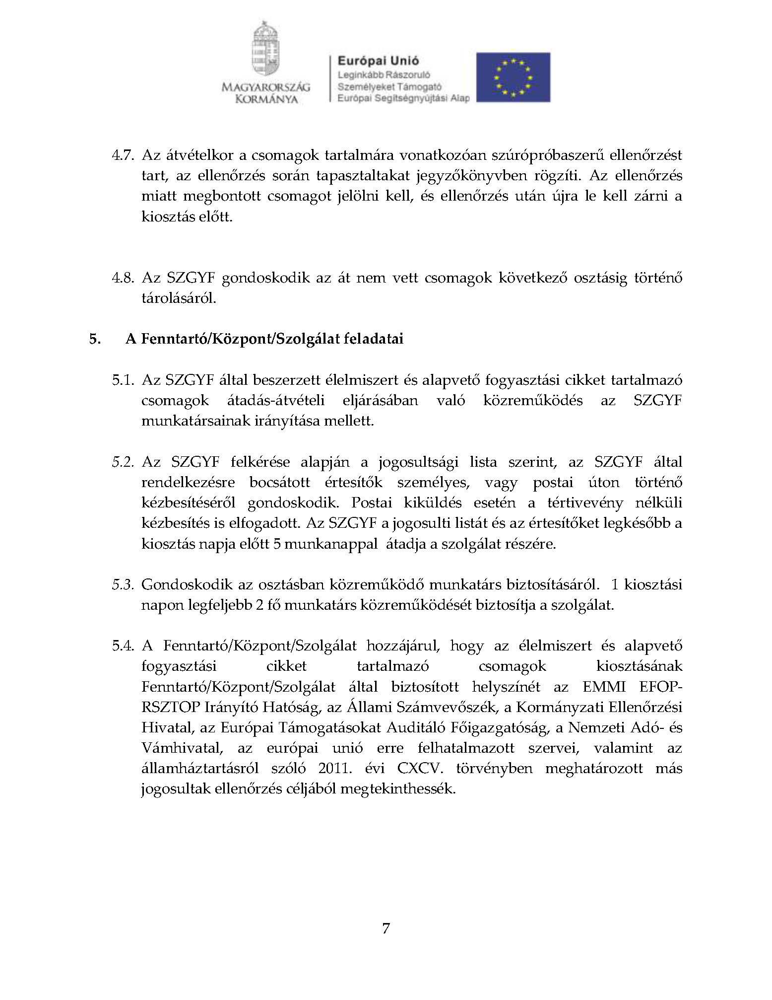 MAGYARORSZÁG
KORMÁNYA
Európai Unió
Leginkább Rászoruló
Személyeket Támogató
Európai Segítségnyújtási Alap
4.7. Az átvételkor a csomagok tartalmára vonatkozóan szúrópróbaszerű ellenőrzést
tart, az ellenőrzés során tapasztaltakat jegyzőkönyvben rögzíti. Az ellenőrzés
miatt megbontott csomagot jelölni kell, és ellenőrzés után újra le kell zárni a
kiosztás előtt.
4.8. Az SZGYF gondoskodik az át nem vett csomagok következő osztásig történő
tárolásáról.
5. A Fenntartó/Központ/Szolgálat feladatai
5.1. Az SZGYF által beszerzett élelmiszert és alapvető fogyasztási cikket tartalmazó
csomagok átadás-átvételi eljárásában való közreműködés az SZGYF
munkatársainak irányítása mellett.
5.2. Az SZGYF felkérése alapján a jogosultsági lista szerint, az SZGYF által
rendelkezésre bocsátott értesítők személyes, vagy postai úton történő
kézbesítéséről gondoskodik. Postai kiküldés esetén a tértivevény nélküli
kézbesítés is elfogadott. Az SZGYF a jogosulti listát és az értesítőket legkésőbb a
kiosztás napja előtt 5 munkanappal átadja a szolgálat részére.
5.3. Gondoskodik az osztásban közreműködő munkatárs biztosításáról. 1 kiosztási
napon legfeljebb 2 fő munkatárs közreműködését biztosítja a szolgálat.
5.4. A Fenntartó/Központ/Szolgálat hozzájárul, hogy az élelmiszert és alapvető
fogyasztási cikket tartalmazó csomagok kiosztásának
Fenntartó/Központ/Szolgálat által biztosított helyszínét az EMMI EFOP-
RSZTOP Irányító Hatóság, az Állami Számvevőszék, a Kormányzati Ellenőrzési
Hivatal, az Európai Támogatásokat Auditáló Főigazgatóság, a Nemzeti Adó- és
Vámhivatal, az európai unió erre felhatalmazott szervei, valamint az
államháztartásról szóló 2011. évi CXCV. törvényben meghatározott más
jogosultak ellenőrzés céljából megtekinthessék.
7